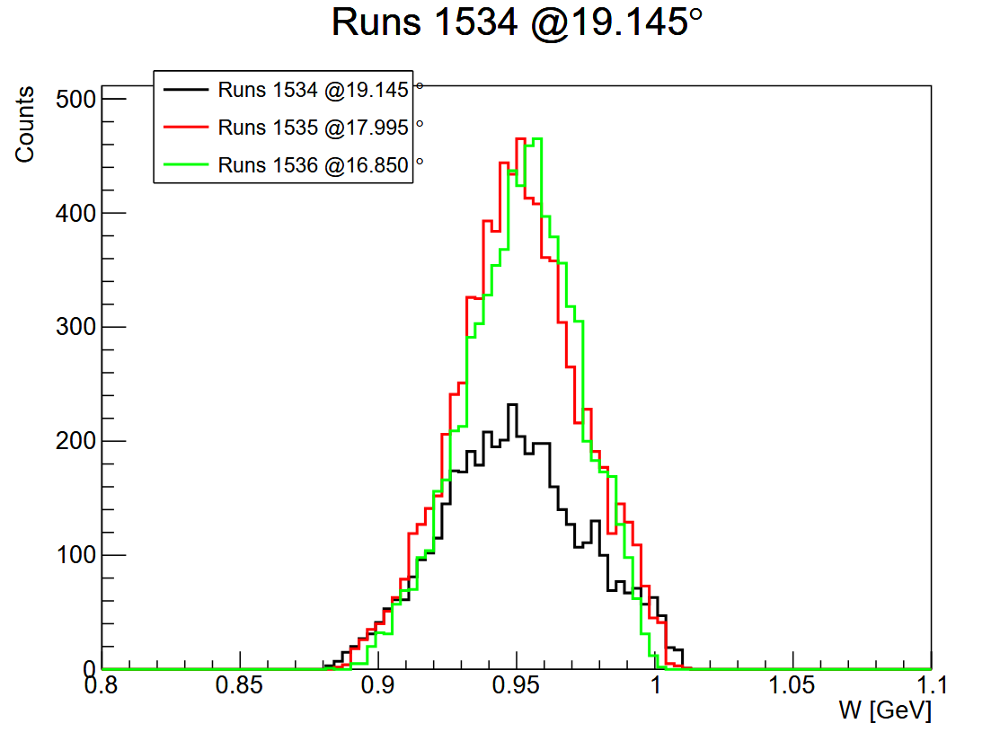 Runs 1534 @19.145°
Counts
Runs 1534 @19.145 °
Runs 1535 @17.995 °
Runs 1536 @16.850 °
500
400
300
200
100
0
0.8 0.85 0.9 0.95 1 1.05 1.1
W [GeV]